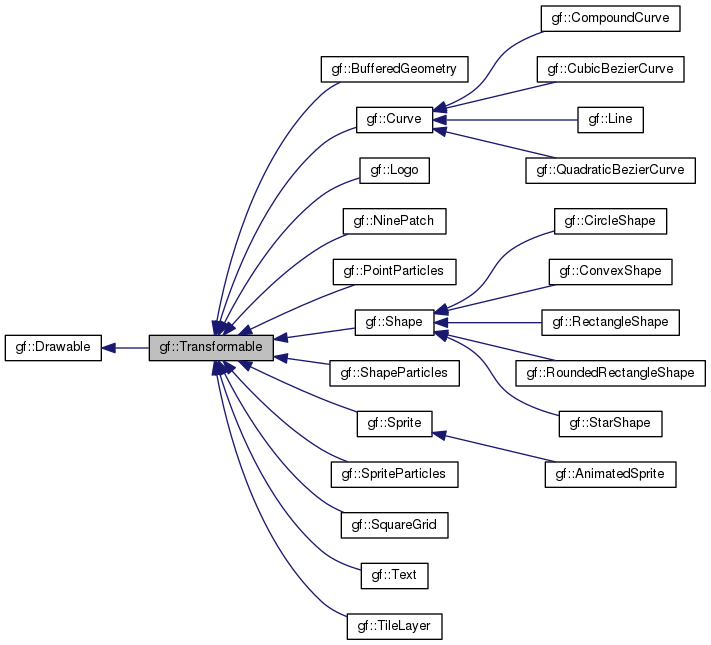 gf::Drawable
gf::Transformable
gf::BufferedGeometry
gf::Curve
gf::Logo
gf::NinePatch
gf::PointParticles
gf::Shape
gf::ShapeParticles
gf::Sprite
gf::SpriteParticles
gf::SquareGrid
gf::Text
gf::TileLayer
gf::CompoundCurve
gf::CubicBezierCurve
gf::Line
gf::QuadraticBezierCurve
gf::CircleShape
gf::ConvexShape
gf::RectangleShape
gf::RoundedRectangleShape
gf::StarShape
gf::AnimatedSprite